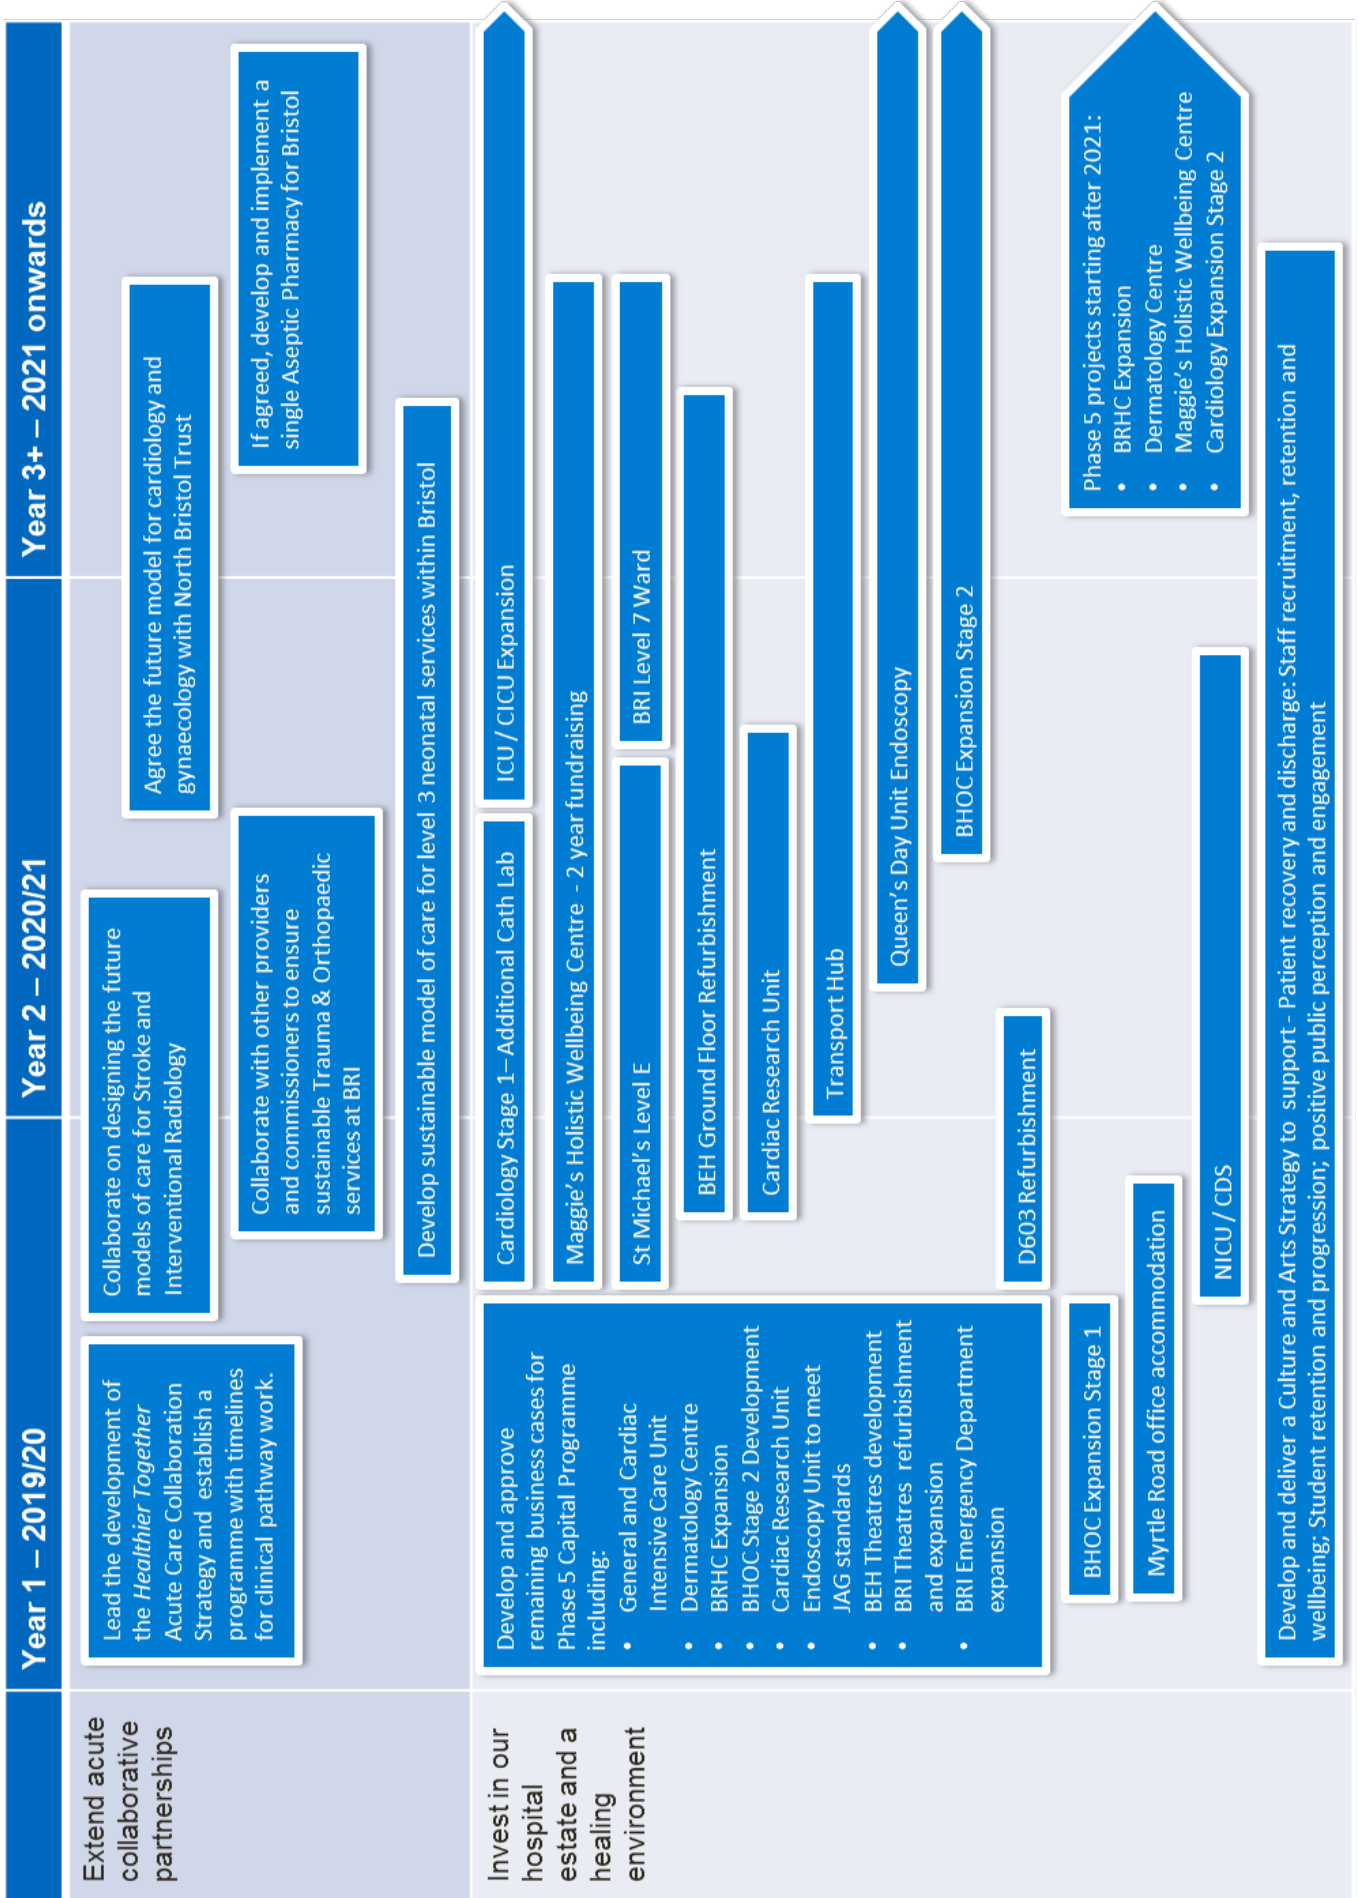 Year 1 – 2019/20
Year 2 – 2020/21
Year 3+ – 2021 onwards
Extend acute
collaborative
partnerships
Lead the development of
the Healthier Together
Acute Care Collaboration
Strategy and establish a
programme with timelines
for clinical pathway work.
Collaborate on designing the future
models of care for Stroke and
Interventional Radiology
Agree the future model for cardiology and
gynaecology with North Bristol Trust
Collaborate with other providers
and commissioners to ensure
sustainable Trauma & Orthopaedic
services at BRI
If agreed, develop and implement a
single Aseptic Pharmacy for Bristol
Develop sustainable model of care for level 3 neonatal services within Bristol
Invest in our
hospital
estate and a
healing
environment
Develop and approve
remaining business cases for
Phase 5 Capital Programme
including:
• General and Cardiac
Intensive Care Unit
• Dermatology Centre
• BRHC Expansion
• BHOC Stage 2 Development
• Cardiac Research Unit
• Endoscopy Unit to meet
JAG standards
• BEH Theatres development
• BRI Theatres refurbishment
and expansion
• BRI Emergency Department
expansion
Cardiology Stage 1–Additional Cath Lab
ICU / CICU Expansion
Maggie's Holistic Wellbeing Centre - 2 year fundraising
St Michael's Level E
BRI Level 7 Ward
BEH Ground Floor Refurbishment
Cardiac Research Unit
Transport Hub
Queen's Day Unit Endoscopy
BHOC Expansion Stage 2
D603 Refurbishment
BHOC Expansion Stage 1
Myrtle Road office accommodation
NICU / CDS
Phase 5 projects starting after 2021:
• BRHC Expansion
• Dermatology Centre
• Maggie's Holistic Wellbeing Centre
• Cardiology Expansion Stage 2
Develop and deliver a Culture and Arts Strategy to support - Patient recovery and discharge: Staff recruitment, retention and
wellbeing; Student retention and progression; positive public perception and engagement